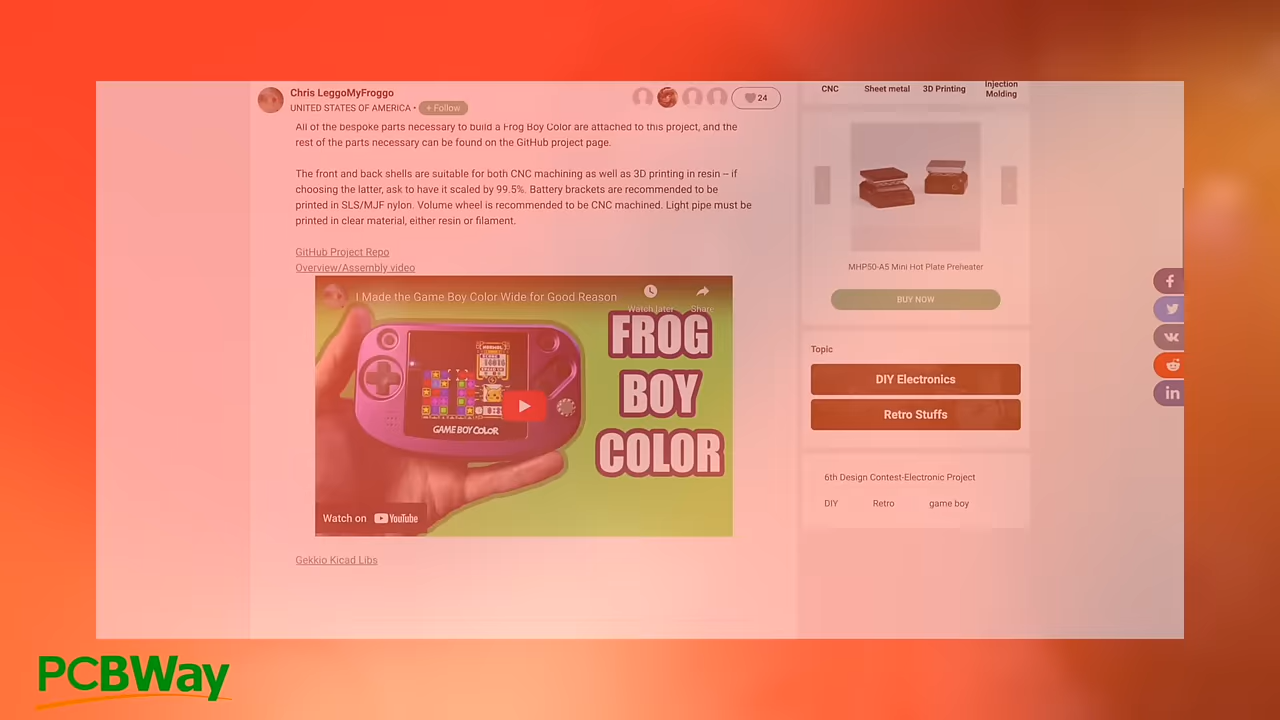 Chris LeggoMyFroggo
UNITED STATES OF AMERICA • + Follow
24
All of the bespoke parts necessary to build a Frog Boy Color are attached to this project, and the
rest of the parts necessary can be found on the GitHub project page.
The front and back shells are suitable for both CNC machining as well as 3D printing in resin – if
choosing the latter, ask to have it scaled by 99.5%. Battery brackets are recommended to be
printed in SLS/MJF nylon. Volume wheel is recommended to be CNC machined. Light pipe must be
printed in clear material, either resin or filament.
GitHub Project Repo
Overview/Assembly video
I Made the Game Boy Color Wide for Good Reason
Watch later
Share
FROG
BOY
COLOR
GAME BOY COLOR
Watch on YouTube
Gekkio Kicad Libs
CNC
Sheet metal
3D Printing
Injection
Molding
MHP50-A5 Mini Hot Plate Preheater
BUY NOW
Topic
DIY Electronics
Retro Stuffs
6th Design Contest-Electronic Project
DIY
Retro
game boy
f
in
PCBWay